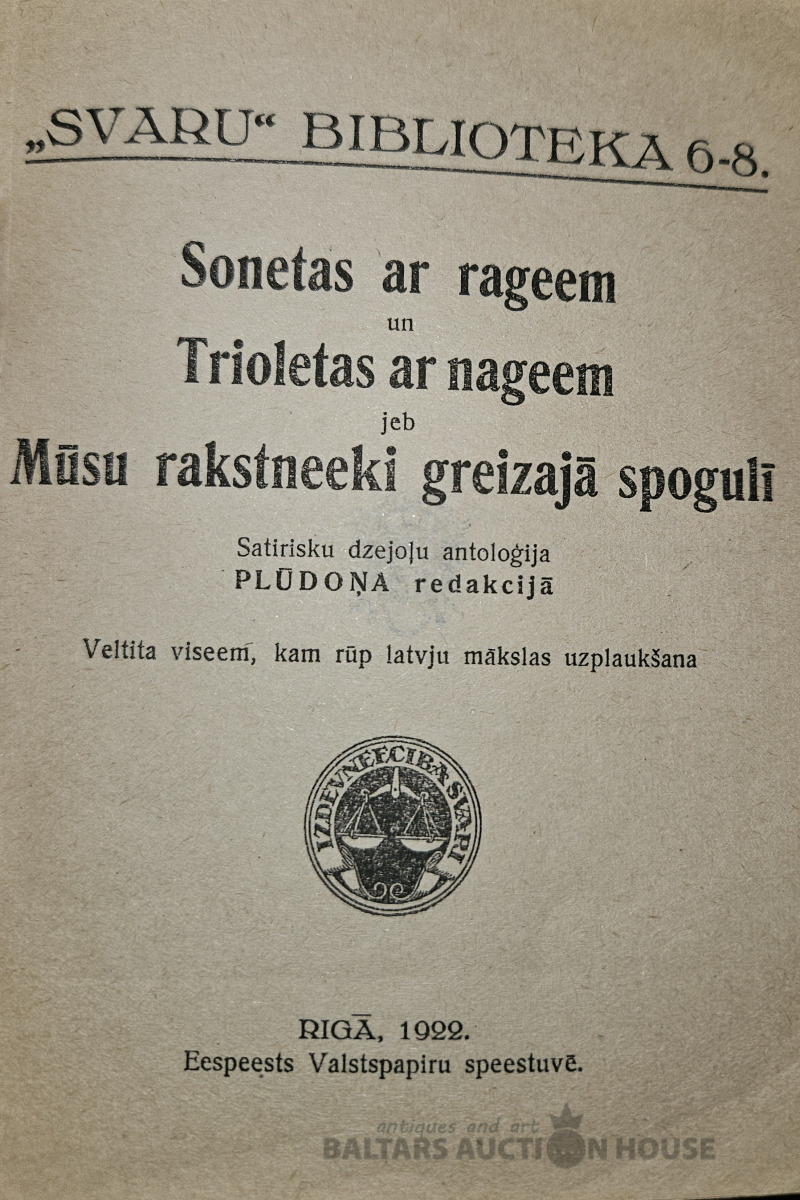 „SVARU“ BIBLIOTEKA 6-8.
Sonetas ar rageem
un
Trioletas ar nageem
jeb
Mūsu rakstneeki greizajā spogulī
Satirisku dzejoļu antoloģija
PLŪDOŅA redakcijā
Veltita viseem, kam rūp latvju mākslas uzplaukšana
IZDEVNEECIBA SVARI
RIGĀ, 1922.
Eespeests Valstspapiru speestuvē.
antiques and art
BALTARS AUCTION HOUSE